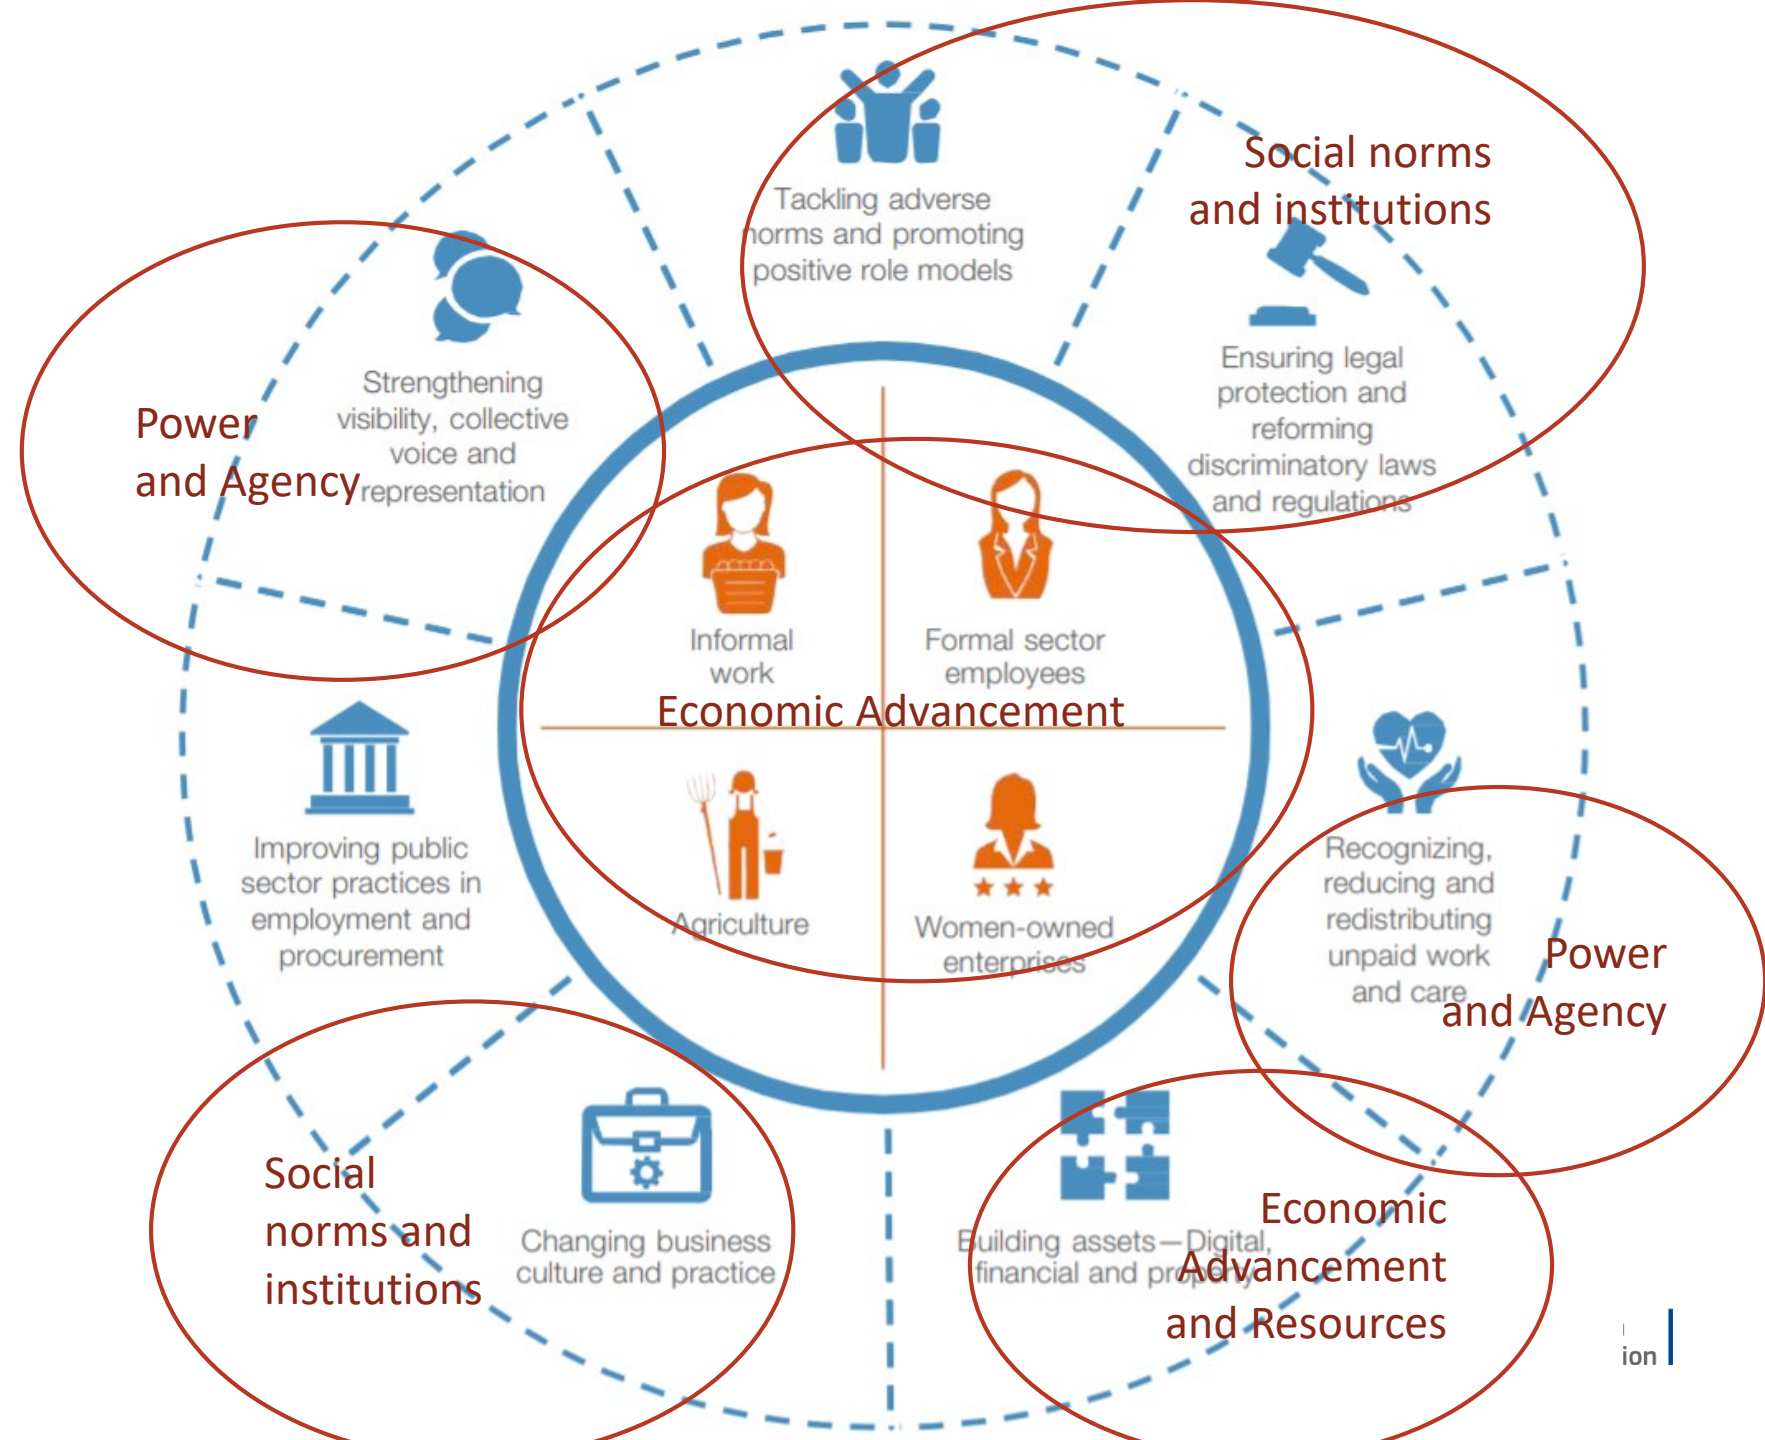 Tackling adverse
norms and promoting
positive role models
Social norms
and institutions
Ensuring legal
protection and
reforming
discriminatory laws
and regulations
Strengthening
visibility, collective
voice and
representation
Power
and Agency
Informal
work
Formal sector
employees
Economic Advancement
Agriculture
Women-owned
enterprises
Improving public
sector practices in
employment and
procurement
Recognizing,
reducing and
redistributing
unpaid work
and care
Power
and Agency
Social
norms and
institutions
Changing business
culture and practice
Building assets—Digital,
financial and property
Economic
Advancement
and Resources
ion